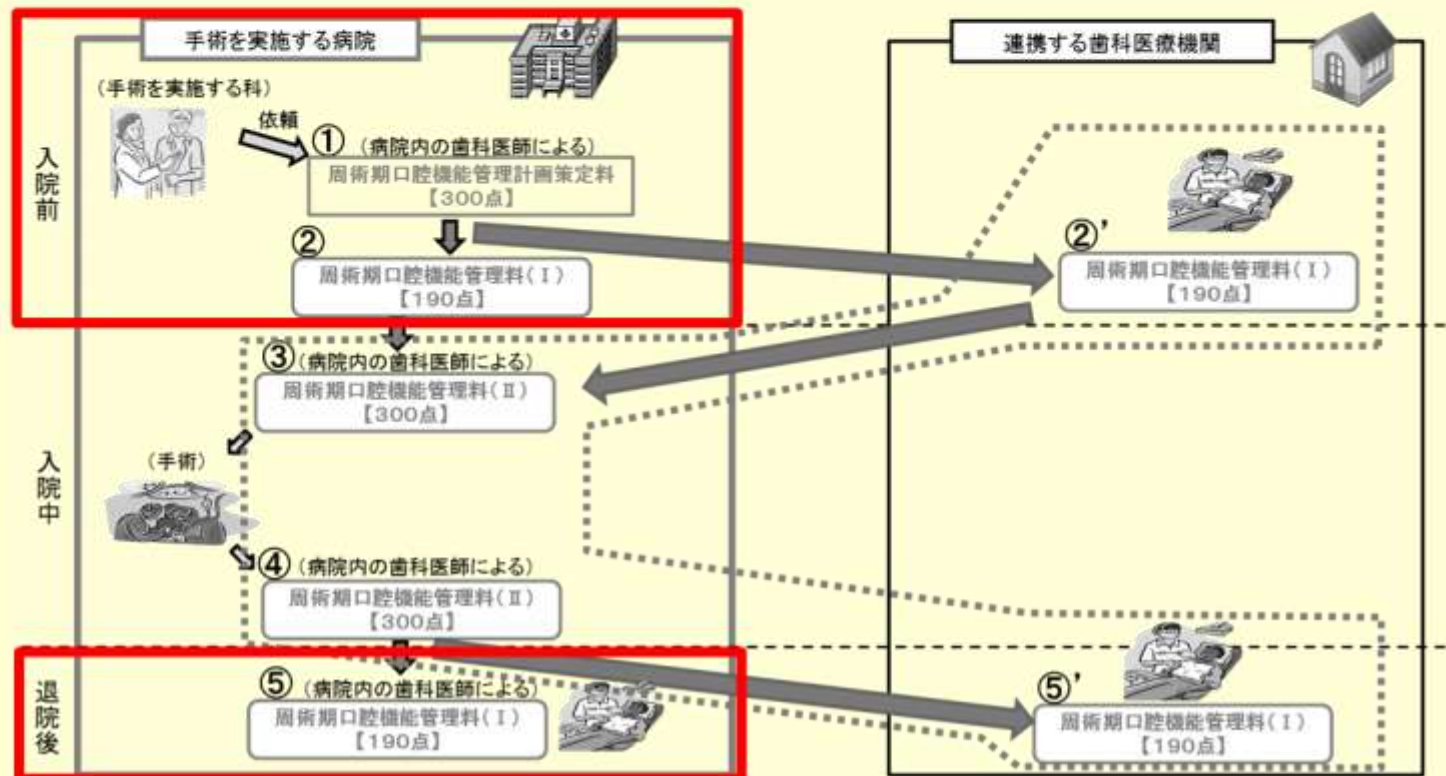 手術を実施する病院
連携する歯科医療機関
(手術を実施する科)
依頼
入院前
① (病院内の歯科医師による)
周術期口腔機能管理計画策定料
【300点】
②
周術期口腔機能管理料(Ⅰ)
【190点】
②'
周術期口腔機能管理料(Ⅰ)
【190点】
入院中
③(病院内の歯科医師による)
周術期口腔機能管理料(Ⅱ)
【300点】
(手術)
④ (病院内の歯科医師による)
周術期口腔機能管理料(Ⅱ)
【300点】
退院後
⑤ (病院内の歯科医師による)
周術期口腔機能管理料(Ⅰ)
【190点】
⑤'
周術期口腔機能管理料(Ⅰ)
【190点】